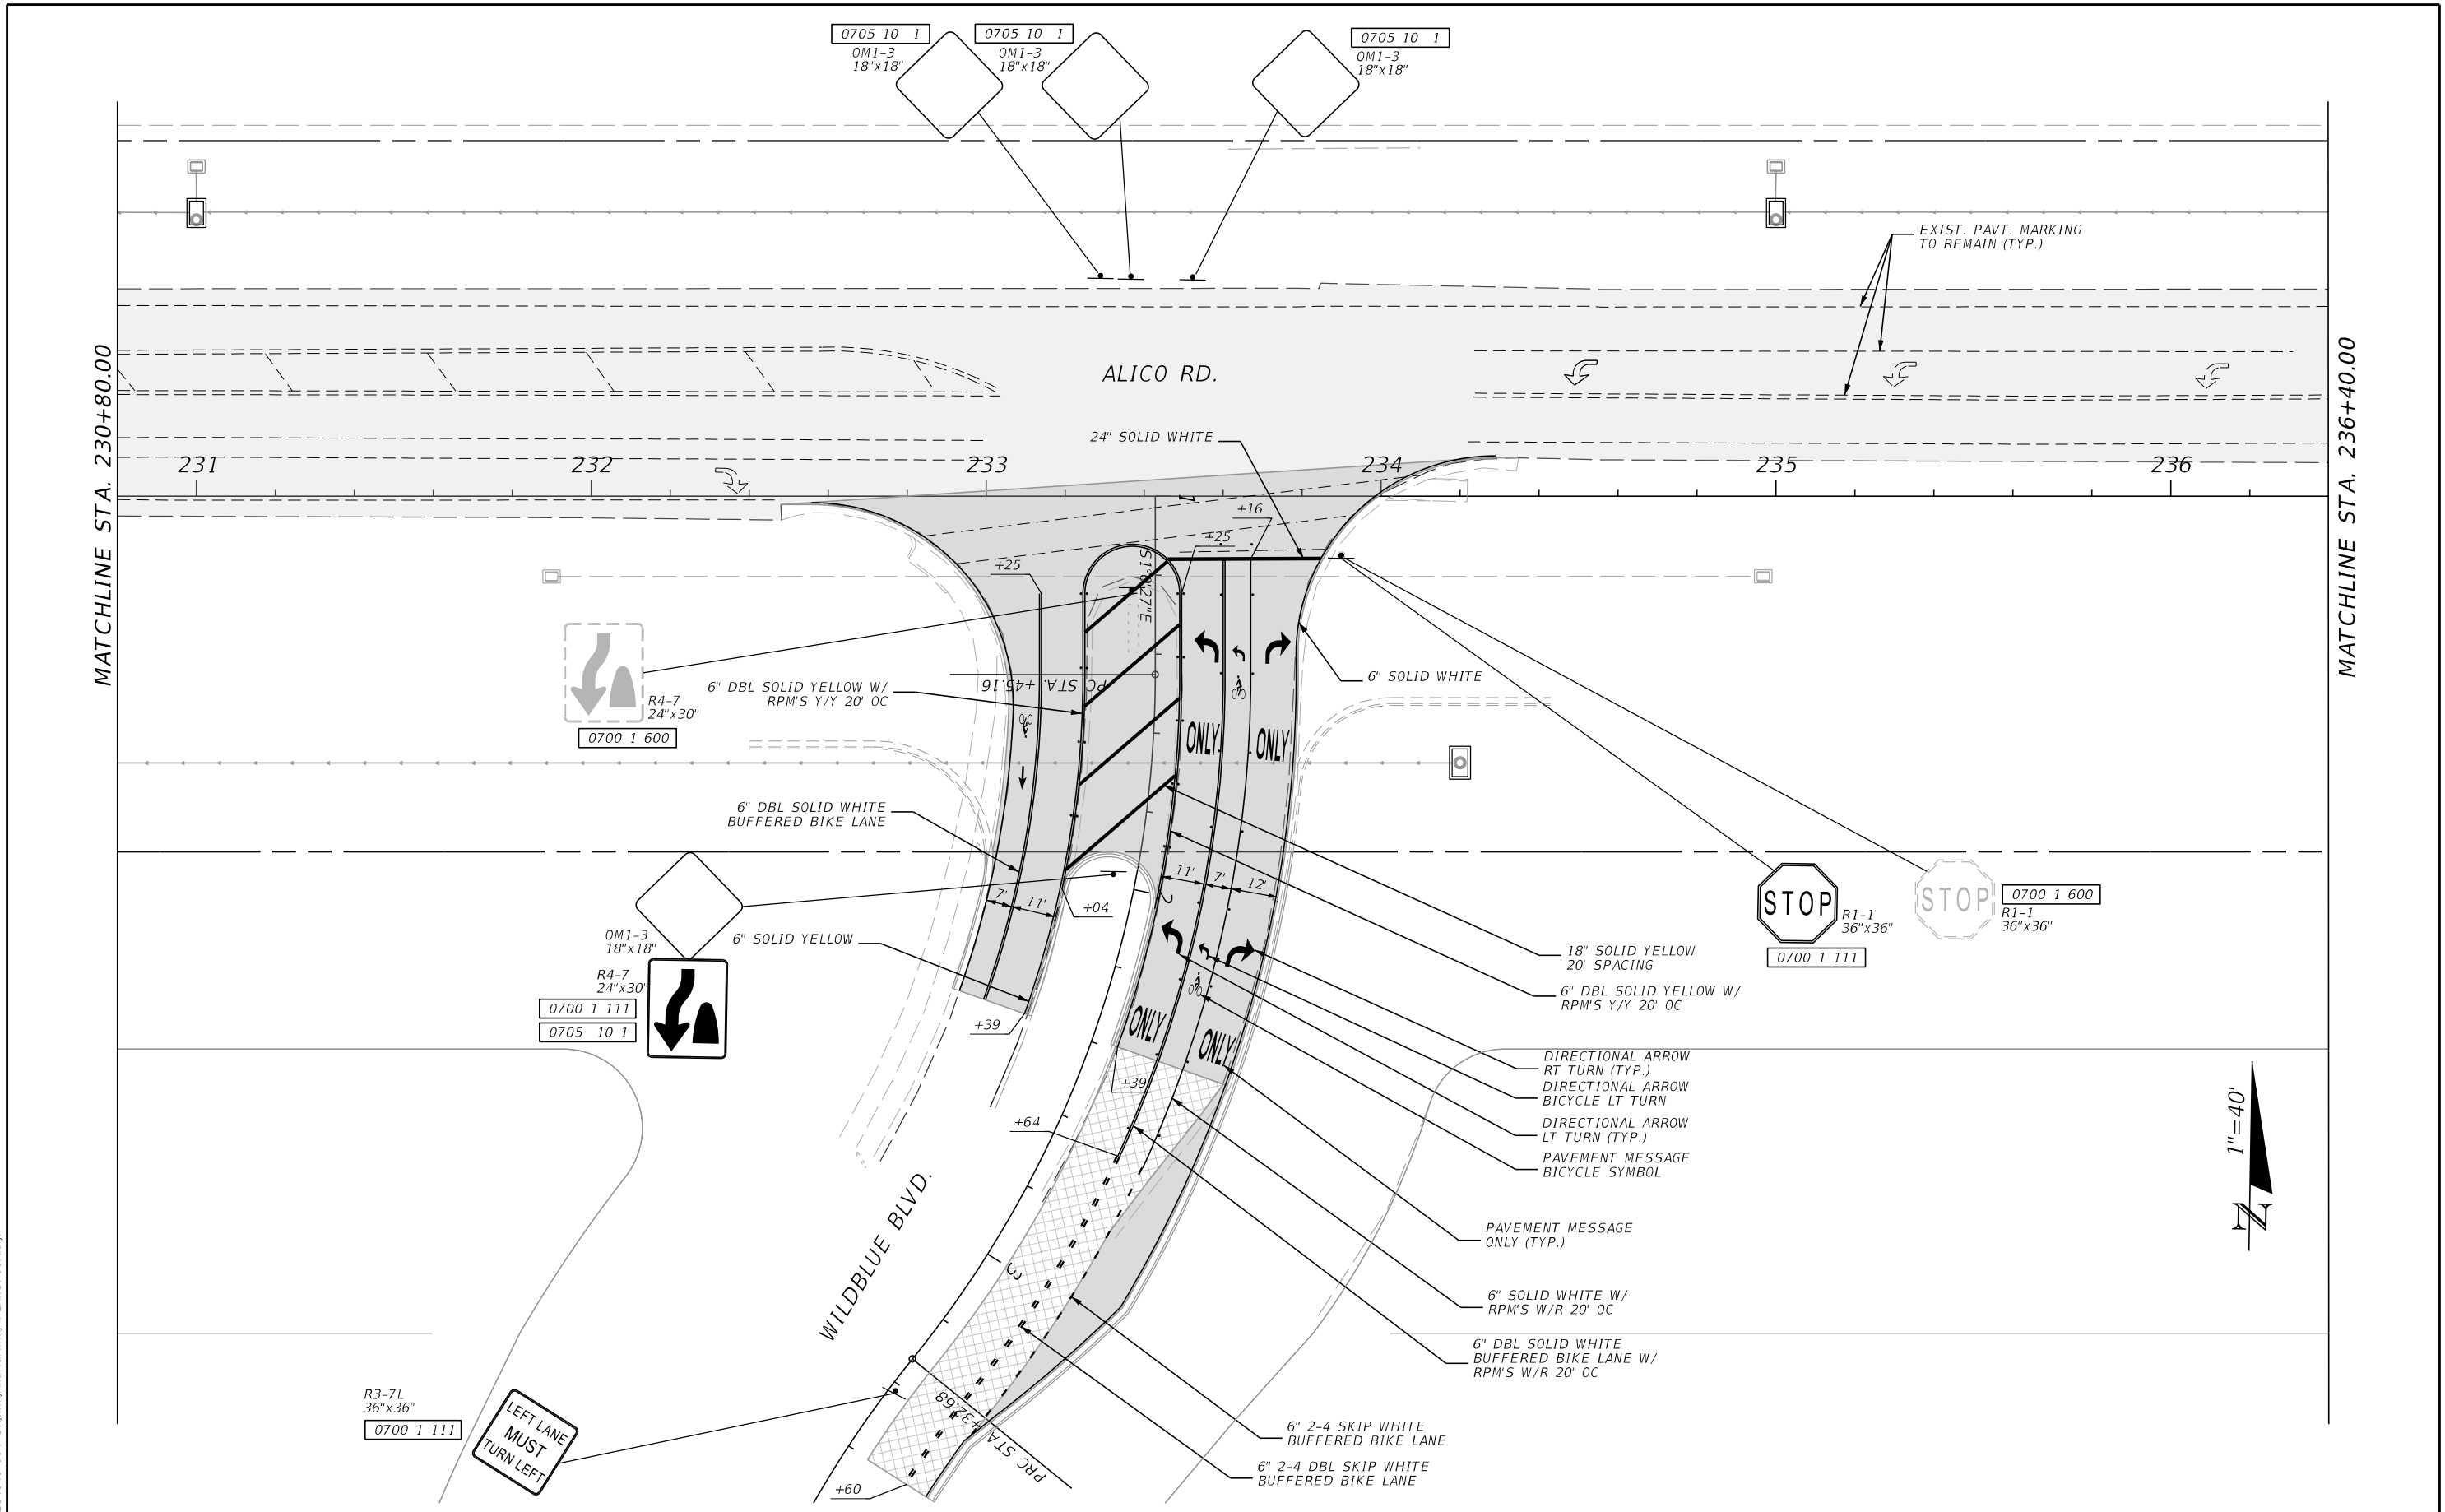 0705 10 1
OM1-3
18"x18"
0705 10 1
OM1-3
18"x18"
0705 10 1
OM1-3
18"x18"
EXIST. PAVT. MARKING
TO REMAIN (TYP.)
MATCHLINE STA. 230+80.00
MATCHLINE STA. 236+40.00
ALICO RD.
24" SOLID WHITE
231
232
233
234
235
236
1
+16
+25
+25
S1°0'27"E
R4-7
24"x30"
0700 1 600
6" DBL SOLID YELLOW W/
RPM'S Y/Y 20' OC
PC STA. +45.16
6" SOLID WHITE
ONLY
ONLY
6" DBL SOLID WHITE
BUFFERED BIKE LANE
7'
11'
11'
7'
12'
+04
2
OM1-3
18"x18"
6" SOLID YELLOW
R4-7
24"x30"
0700 1 111
0705 10 1
STOP
R1-1
36"x36"
0700 1 111
STOP
0700 1 600
R1-1
36"x36"
18" SOLID YELLOW
20' SPACING
6" DBL SOLID YELLOW W/
RPM'S Y/Y 20' OC
ONLY
ONLY
+39
+39
DIRECTIONAL ARROW
RT TURN (TYP.)
DIRECTIONAL ARROW
BICYCLE LT TURN
DIRECTIONAL ARROW
LT TURN (TYP.)
PAVEMENT MESSAGE
BICYCLE SYMBOL
+64
1"=40'
N
WILDBLUE BLVD.
3
PAVEMENT MESSAGE
ONLY (TYP.)
6" SOLID WHITE W/
RPM'S W/R 20' OC
6" DBL SOLID WHITE
BUFFERED BIKE LANE W/
RPM'S W/R 20' OC
R3-7L
36"x36"
0700 1 111
LEFT LANE
MUST
TURN LEFT
PRC STA. +32.68
6" 2-4 SKIP WHITE
BUFFERED BIKE LANE
6" 2-4 DBL SKIP WHITE
BUFFERED BIKE LANE
+60